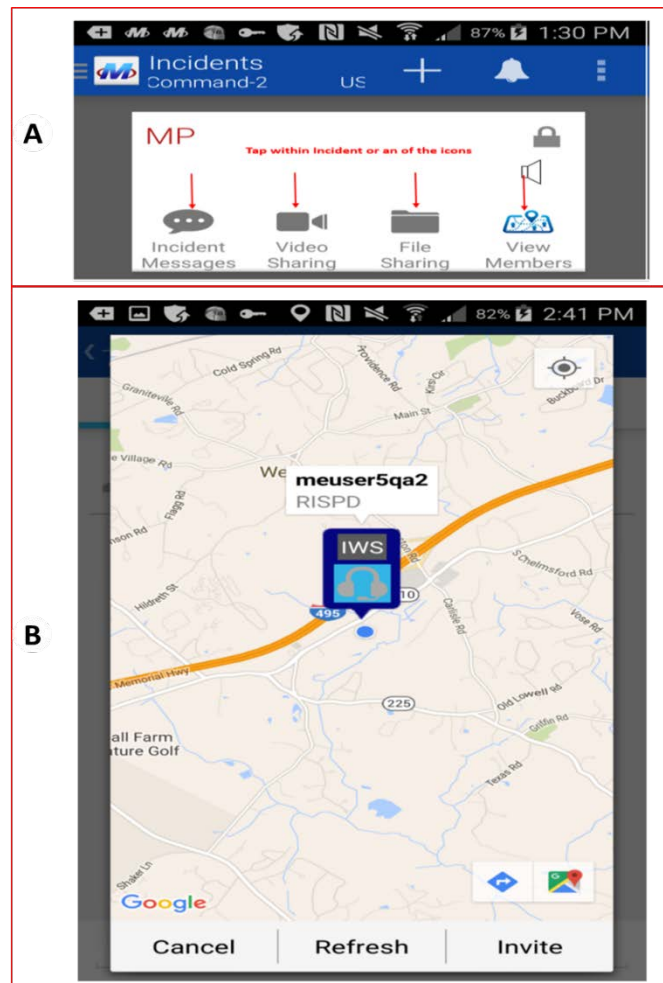 A
87% 1:30 PM
Incidents
Command-2 US
MP
Tap within Incident or an of the icons
Incident Messages
Video Sharing
File Sharing
View Members
B
82% 2:41 PM
Cold Spring Rd
Providence Rd
Graniteville Rd
Main St
Buckboard Dr
e Village Rd
Flagg Rd
We
meuser5qa2
RISPD
IWS
nson Rd
S Chelmsford Rd
10
Hildreth St
495
Carlisle Rd
Vose Rd
Memorial Hwy
225
Old Lowell Rd
Griffin Rd
all Farm
ature Golf
Texas Rd
Shaker Ln
Google
Cancel Refresh Invite